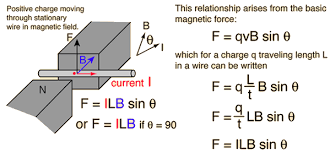 Positive charge moving
through stationary
wire in magnetic field.
F
B
θ
I
B
current I
N
F = ILB sin θ
or F = ILB if θ = 90
This relationship arises from the basic
magnetic force:
F = qvB sin θ
which for a charge q traveling length L
in a wire can be written
F = q L/t B sin θ
F = q/t LB sin θ
F = ILB sin θ